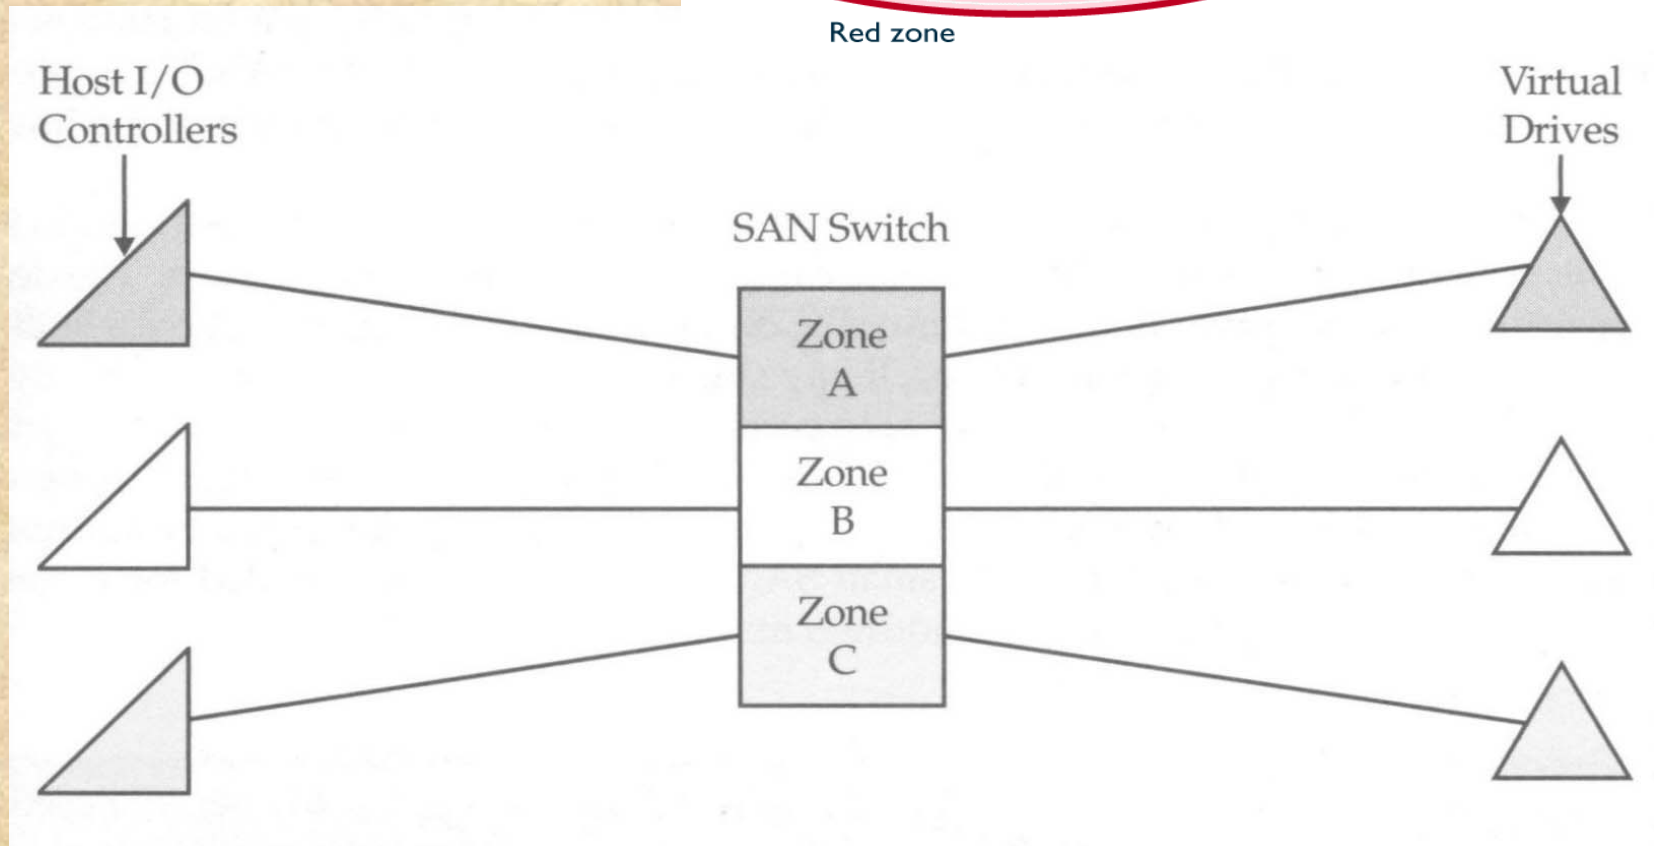 Red zone
Host I/O
Controllers
Virtual
Drives
SAN Switch
Zone
A
Zone
B
Zone
C